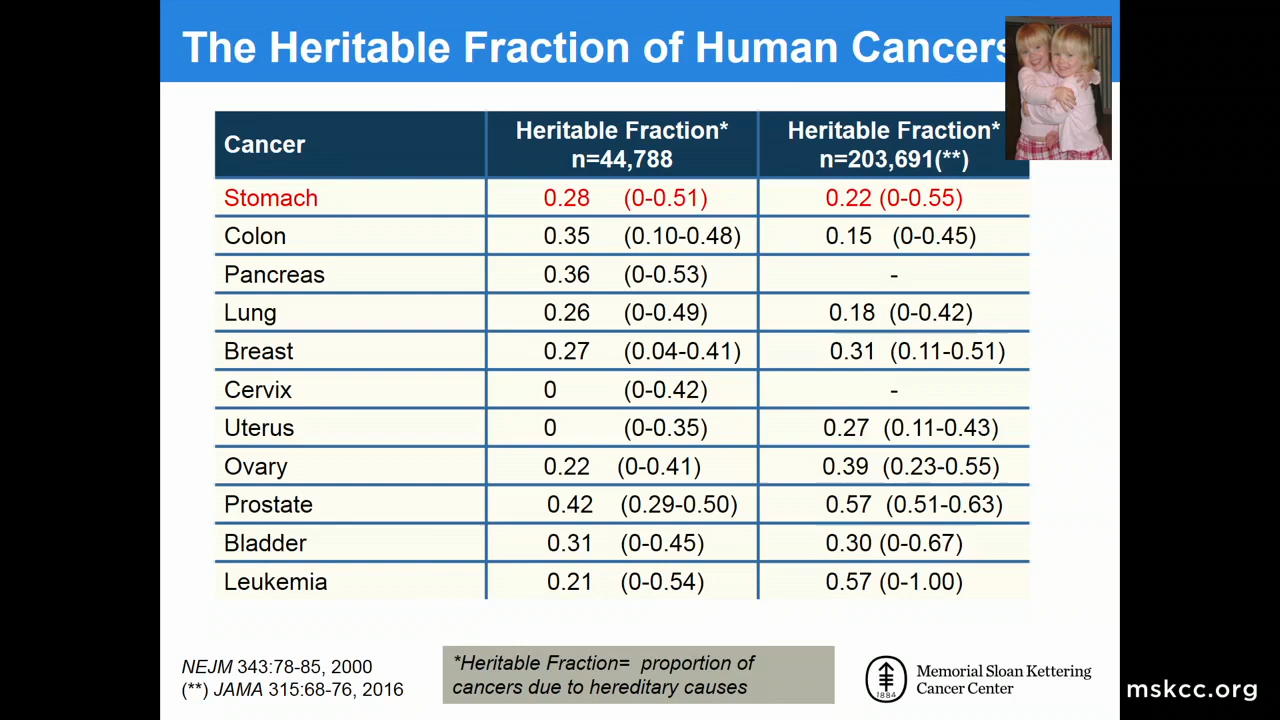 The Heritable Fraction of Human Cancers
Cancer Heritable Fraction* n=44,788 Heritable Fraction* n=203,691(**)
Stomach 0.28 (0-0.51) 0.22 (0-0.55)
Colon 0.35 (0.10-0.48) 0.15 (0-0.45)
Pancreas 0.36 (0-0.53) -
Lung 0.26 (0-0.49) 0.18 (0-0.42)
Breast 0.27 (0.04-0.41) 0.31 (0.11-0.51)
Cervix 0 (0-0.42) -
Uterus 0 (0-0.35) 0.27 (0.11-0.43)
Ovary 0.22 (0-0.41) 0.39 (0.23-0.55)
Prostate 0.42 (0.29-0.50) 0.57 (0.51-0.63)
Bladder 0.31 (0-0.45) 0.30 (0-0.67)
Leukemia 0.21 (0-0.54) 0.57 (0-1.00)
NEJM 343:78-85, 2000
(**) JAMA 315:68-76, 2016
*Heritable Fraction= proportion of
cancers due to hereditary causes
1884
Memorial Sloan Kettering
Cancer Center
mskcc.org